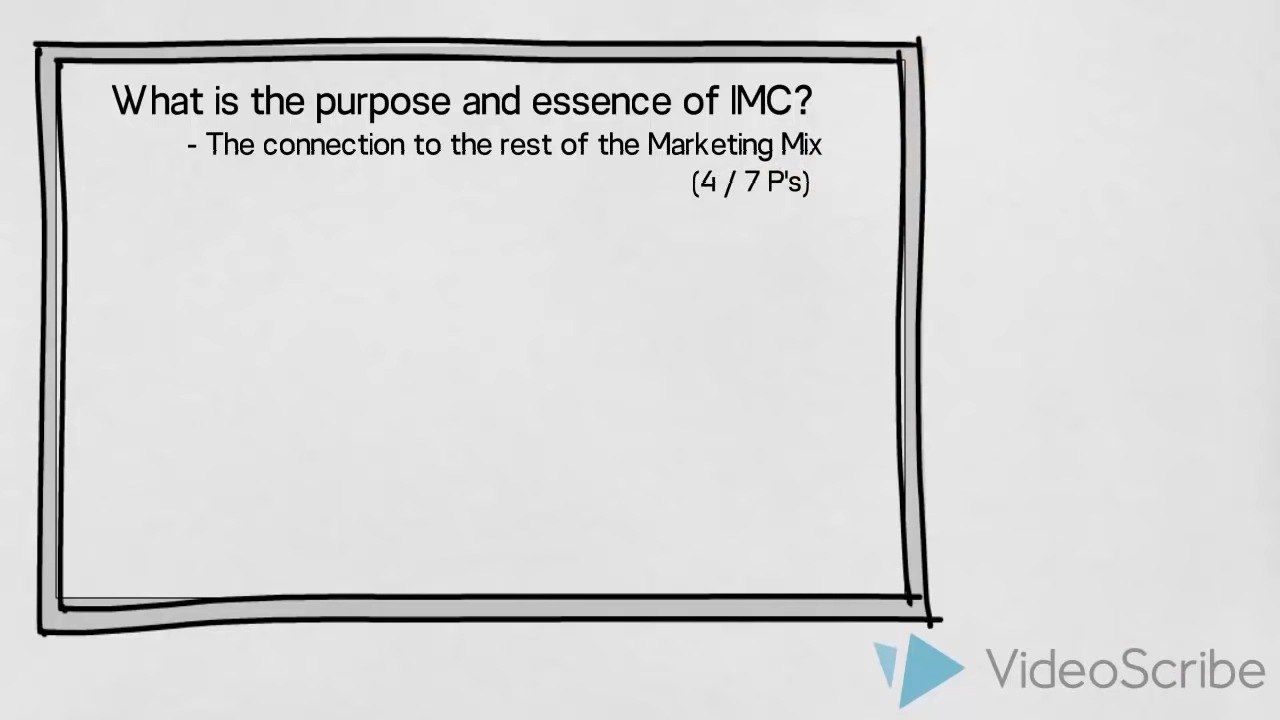 What is the purpose and essence of IMC?
- The connection to the rest of the Marketing Mix
(4 / 7 P's)
VideoScribe